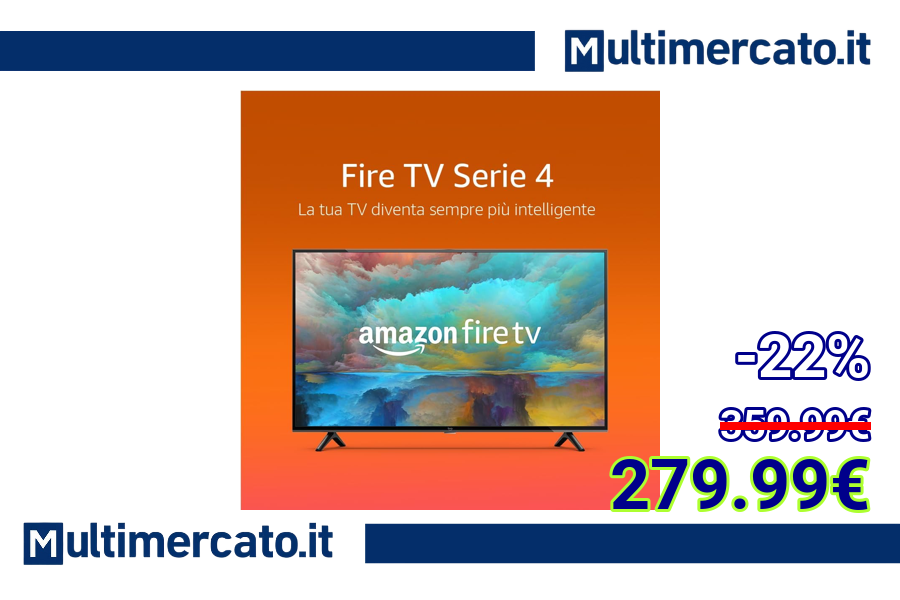 Multimercato.it
Fire TV Serie 4
La tua TV diventa sempre più intelligente
amazon fire tv
-22%
359.99€
279.99€
Multimercato.it